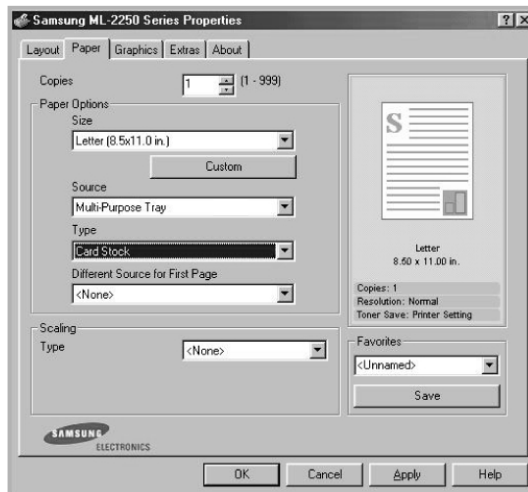 Samsung ML-2250 Series Properties
Layout Paper Graphics Extras About
Copies 1 (1 - 999)
Paper Options
Size
Letter (8.5x11.0 in.)
Custom
Source
Multi-Purpose Tray
Type
Card Stock
Different Source for First Page
<None>
Scaling
Type <None>
S
Letter
8.50 x 11.00 in.
Copies: 1
Resolution: Normal
Toner Save: Printer Setting
Favorites
<Unnamed>
Save
SAMSUNG
ELECTRONICS
OK Cancel Apply Help